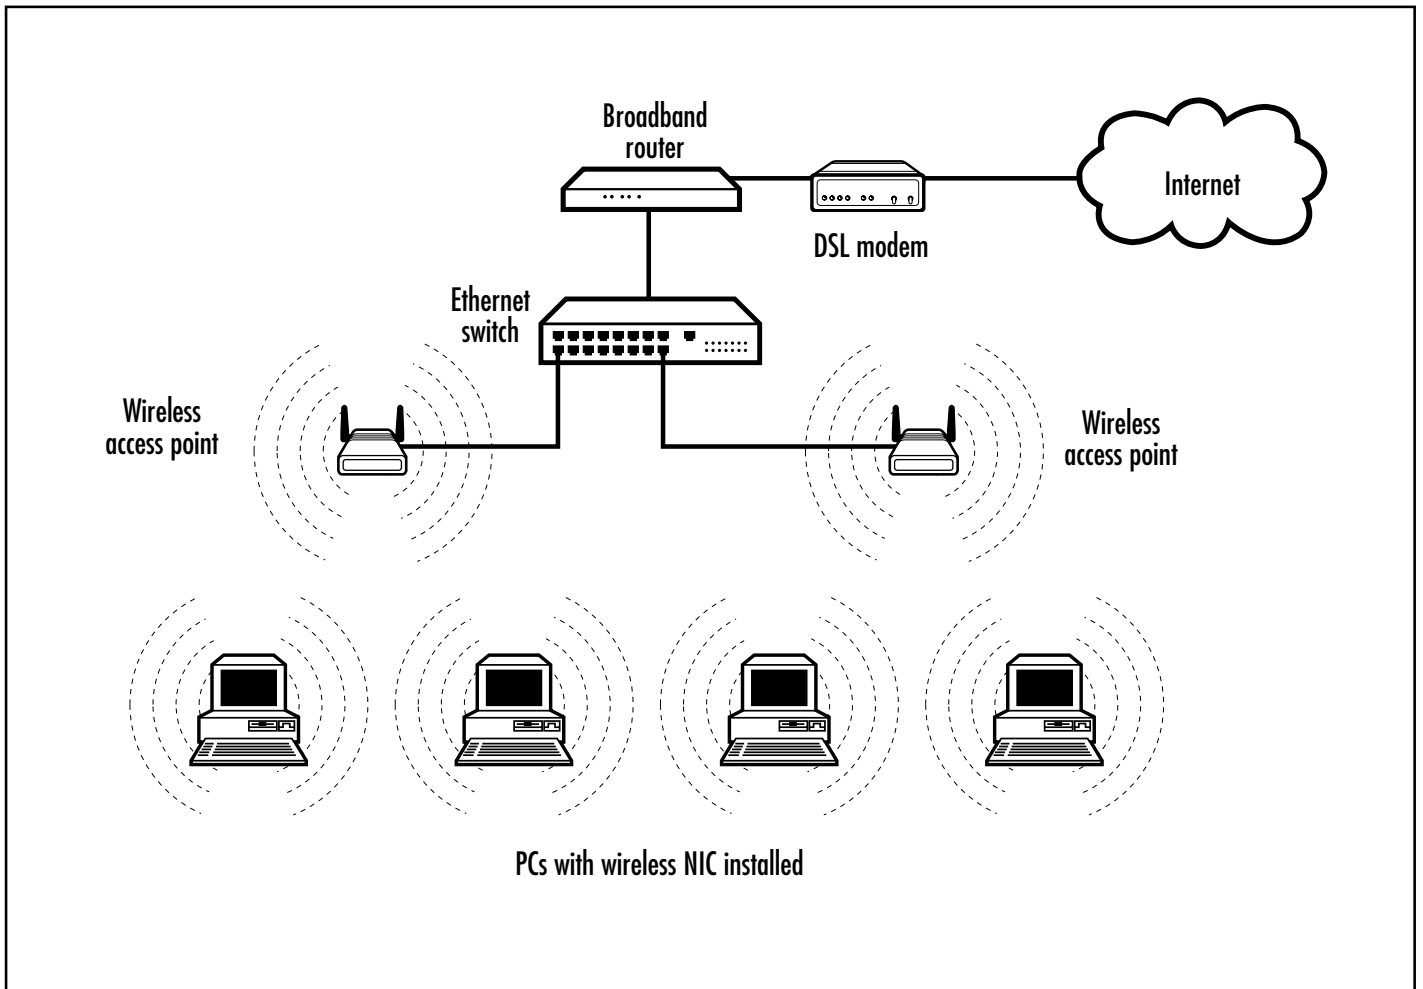 Broadband
router
Internet
DSL modem
Ethernet
switch
Wireless
access point
Wireless
access point
PCs with wireless NIC installed